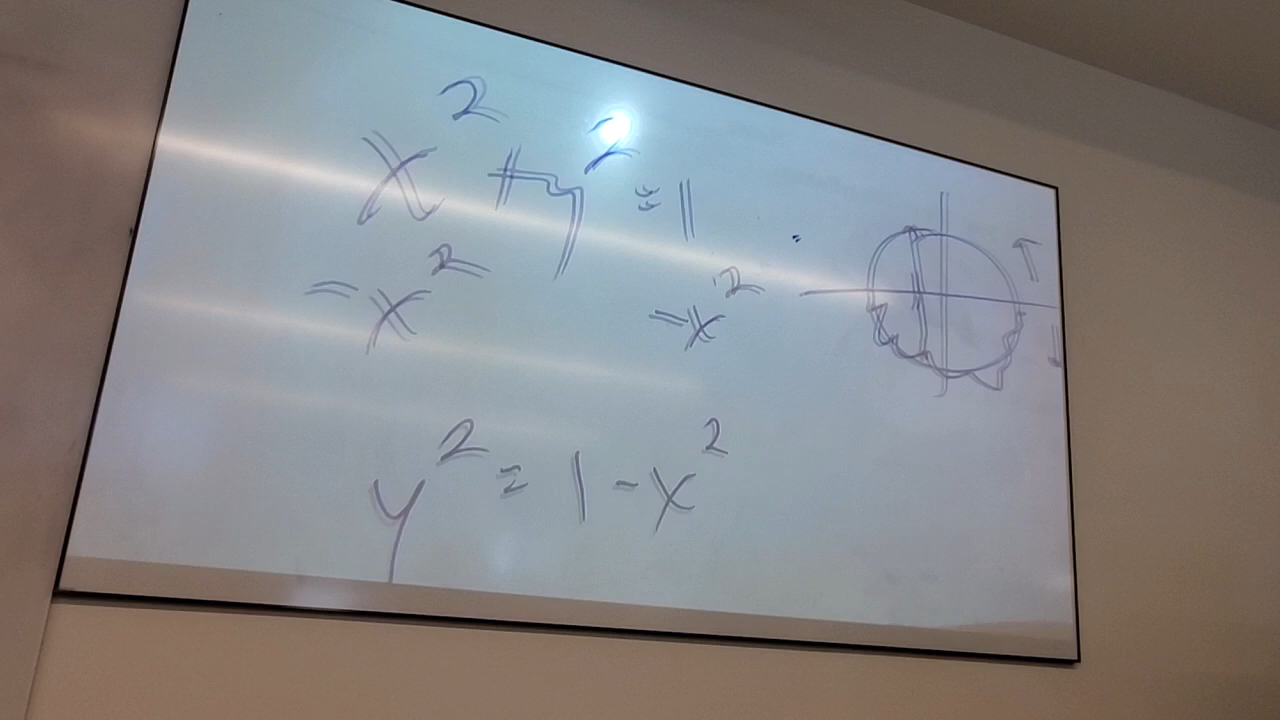 x² + y² = 1
-x² -x²
y² = 1 - x²